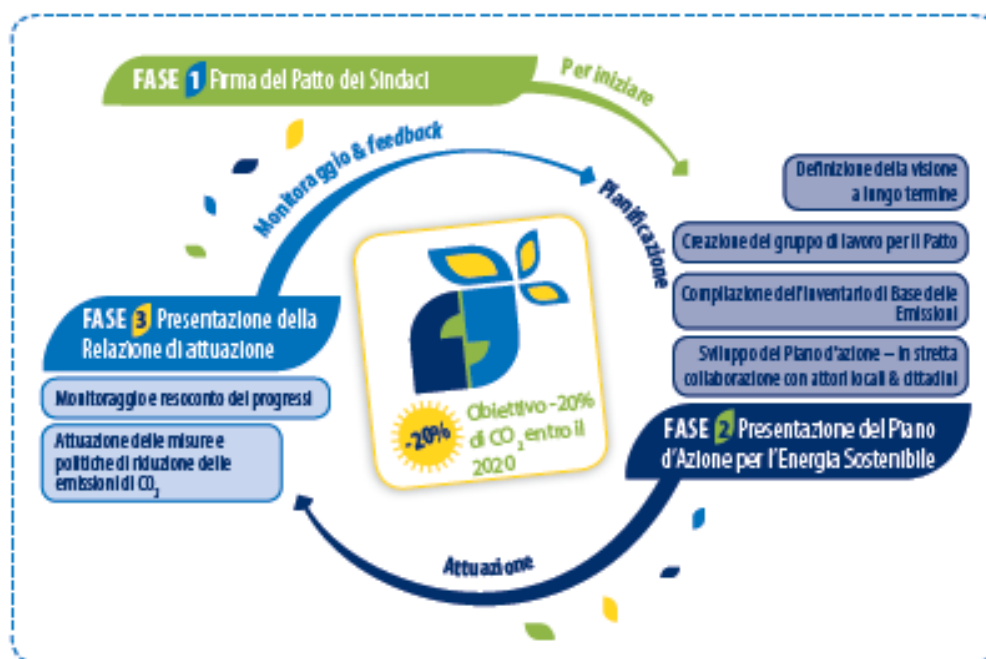 FASE 1 Firma del Patto dei Sindaci
Per iniziare
Monitoraggio & feedback
Pianificazione
Definizione della visione
a lungo termine
Creazione del gruppo di lavoro per il Patto
Compilazione dell'Inventario di Base delle
Emissioni
Sviluppo del Piano d'azione – in stretta
collaborazione con attori locali & cittadini
FASE 2 Presentazione del Piano
d'Azione per l'Energia Sostenibile
FASE 3 Presentazione della
Relazione di attuazione
Monitoraggio e resoconto dei progressi
Attuazione delle misure e
politiche di riduzione delle
emissioni di CO₂
-20%
Obiettivo -20%
di CO₂ entro il
2020
Attuazione